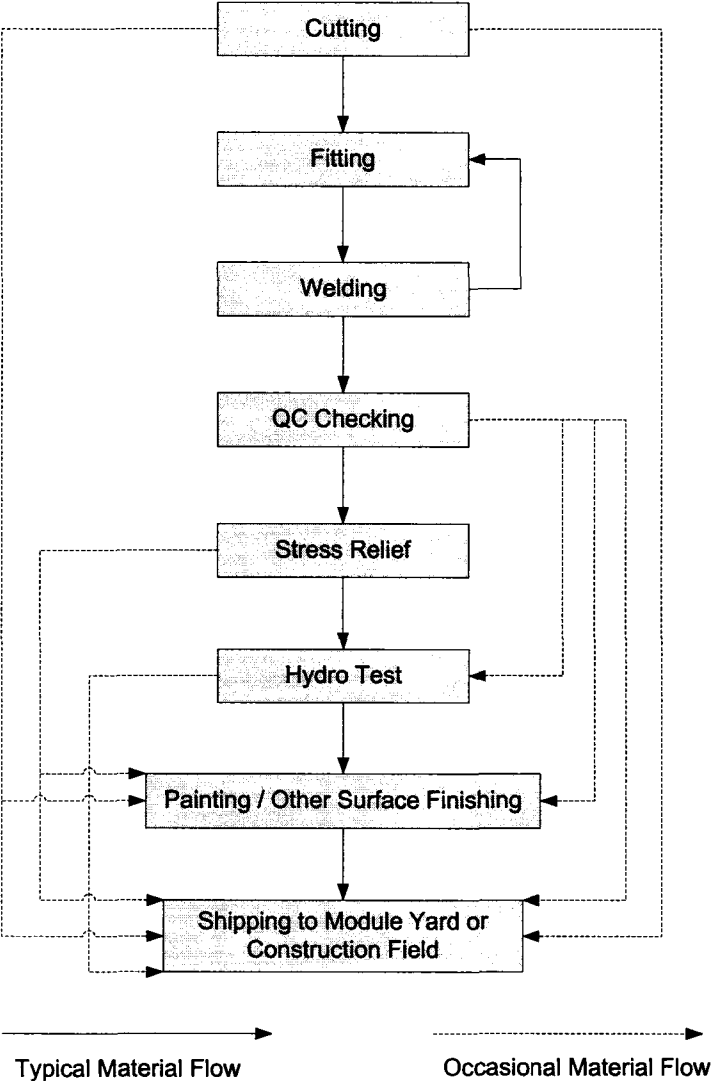 Cutting
Fitting
Welding
QC Checking
Stress Relief
Hydro Test
Painting / Other Surface Finishing
Shipping to Module Yard or
Construction Field
Typical Material Flow
Occasional Material Flow